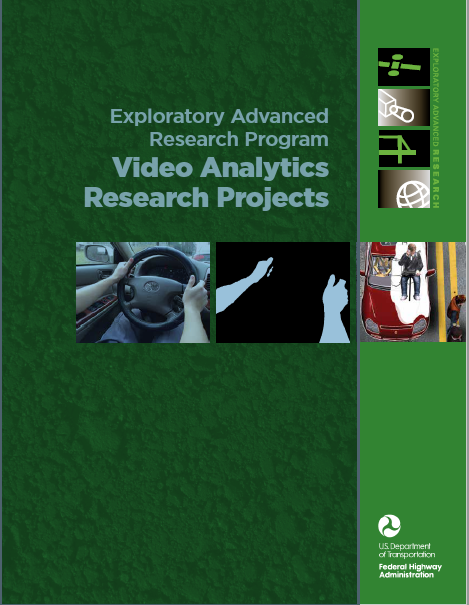 Exploratory Advanced
Research Program
Video Analytics
Research Projects
EXPLORATORY ADVANCED RESEARCH
U.S. Department
of Transportation
Federal Highway
Administration